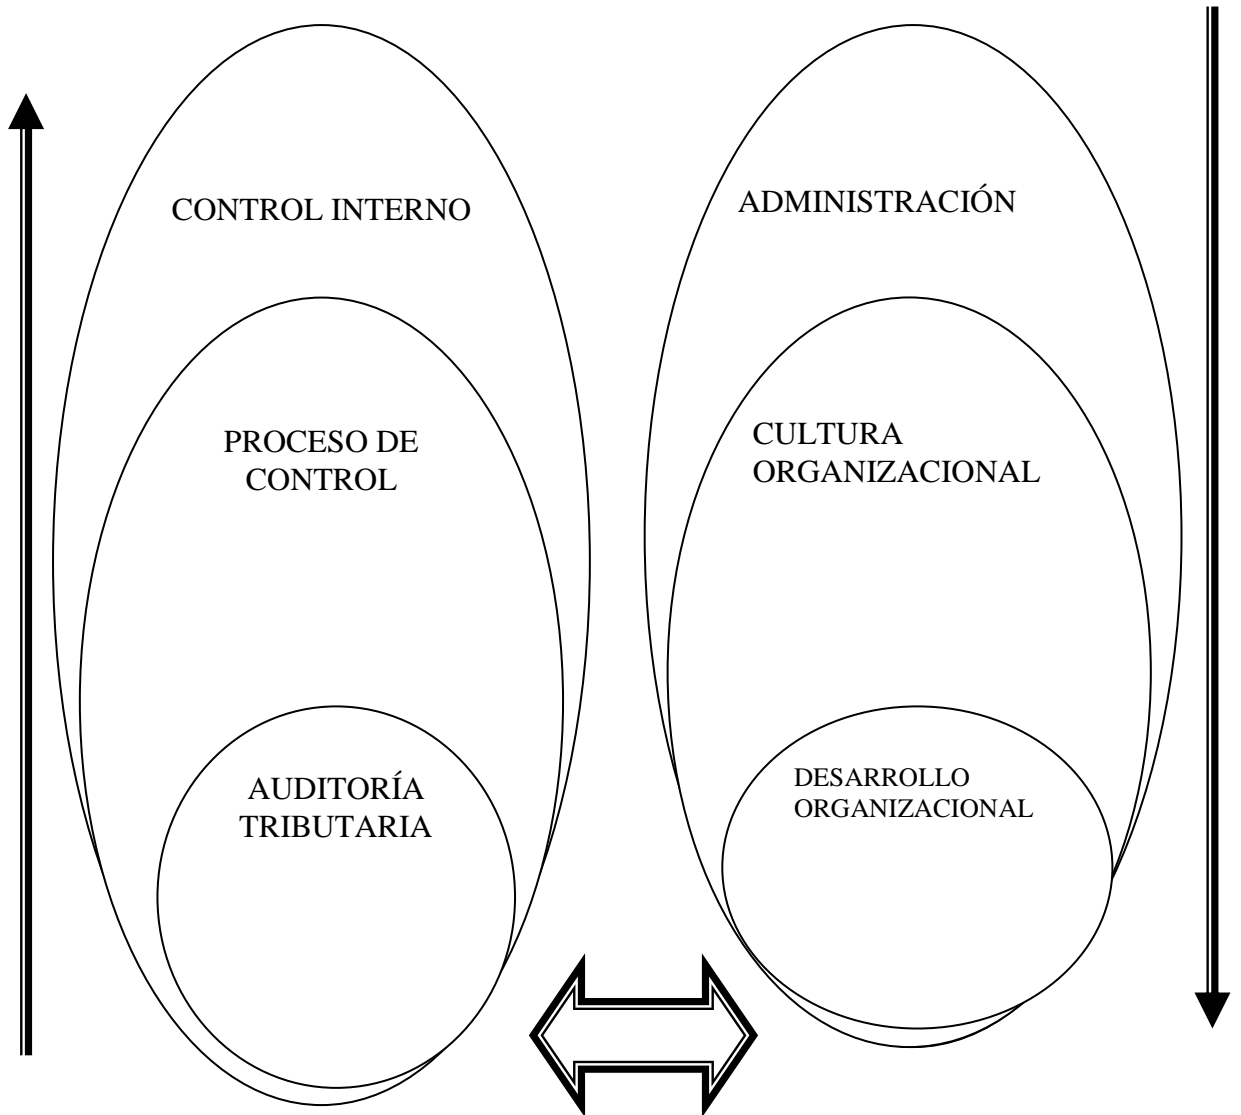 CONTROL INTERNO
ADMINISTRACIÓN
PROCESO DE
CONTROL
CULTURA
ORGANIZACIONAL
AUDITORÍA
TRIBUTARIA
DESARROLLO
ORGANIZACIONAL